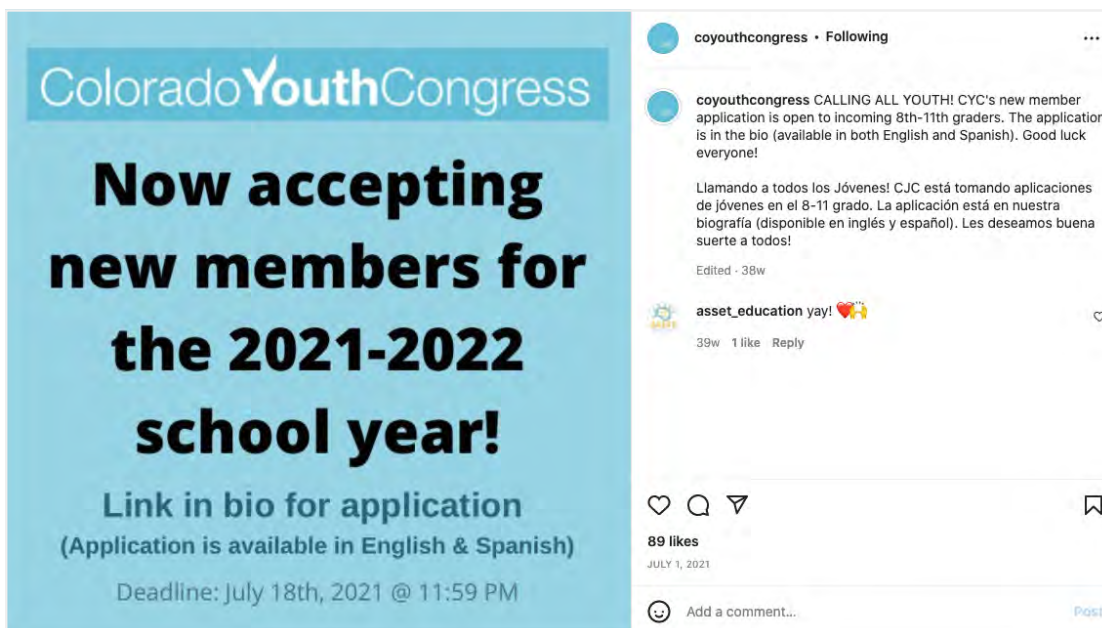 ColoradoYouthCongress
Now accepting
new members for
the 2021-2022
school year!
Link in bio for application
(Application is available in English & Spanish)
Deadline: July 18th, 2021 @ 11:59 PM
coyouthcongress • Following
coyouthcongress CALLING ALL YOUTH! CYC's new member
application is open to incoming 8th-11th graders. The application
is in the bio (available in both English and Spanish). Good luck
everyone!
Llamando a todos los Jóvenes! CJC está tomando aplicaciones
de jóvenes en el 8-11 grado. La aplicación está en nuestra
biografía (disponible en inglés y español). Les deseamos buena
suerte a todos!
Edited · 38w
asset_education yay! ❤️🙌
39w 1 like Reply
89 likes
JULY 1, 2021
Add a comment...
Post